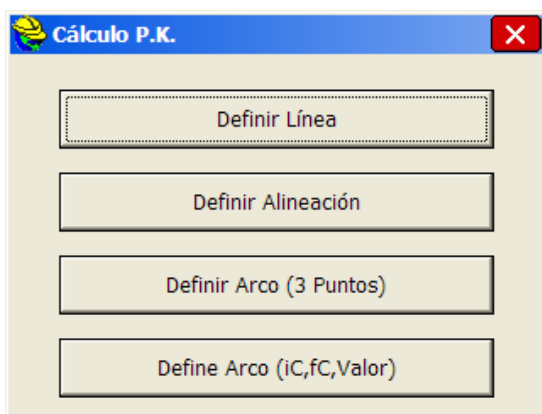 Cálculo P.K.
Definir Línea
Definir Alineación
Definir Arco (3 Puntos)
Define Arco (iC,fC,Valor)